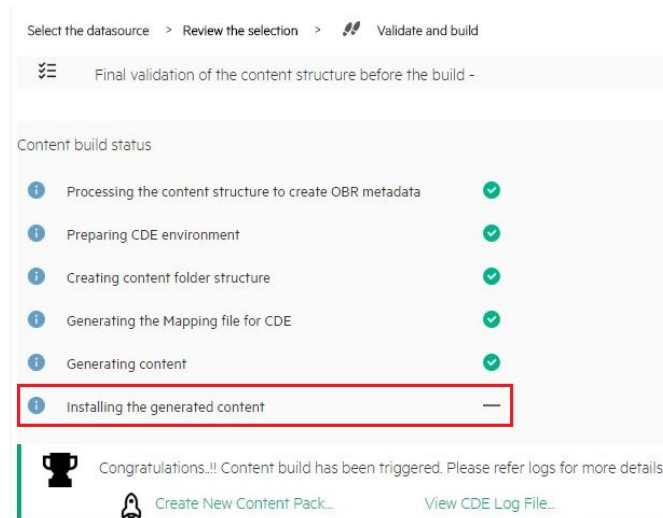 Select the datasource > Review the selection > Validate and build
Final validation of the content structure before the build -
Content build status
Processing the content structure to create OBR metadata
Preparing CDE environment
Creating content folder structure
Generating the Mapping file for CDE
Generating content
Installing the generated content
Congratulations..!! Content build has been triggered. Please refer logs for more details
Create New Content Pack... View CDE Log File...